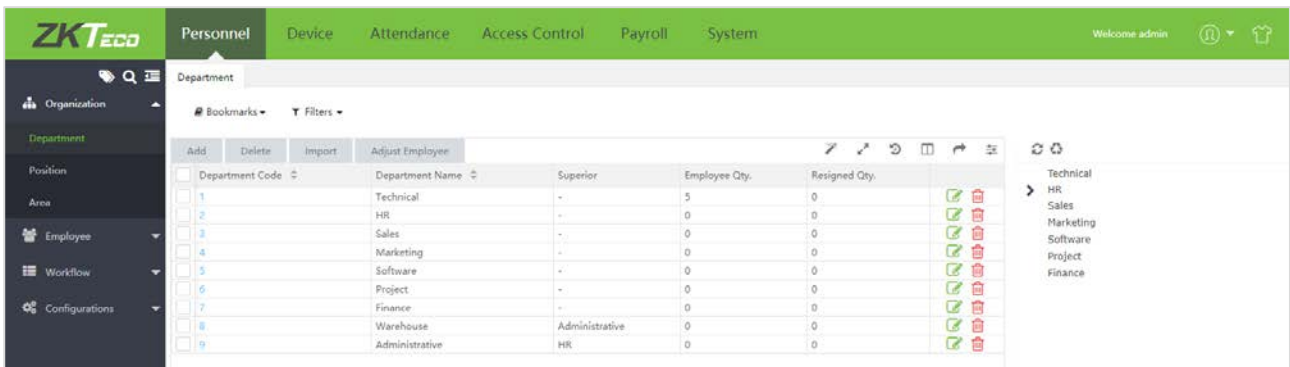 ZKTeco Personnel Device Attendance Access Control Payroll System Welcome admin
Department
Organization
Bookmarks Filters
Department
Add Delete Import Adjust Employee
Department Code Department Name Superior Employee Qty. Resigned Qty.
1 Technical - 5 0
2 HR - 0 0
3 Sales - 0 0
4 Marketing - 0 0
5 Software - 0 0
6 Project - 0 0
7 Finance - 0 0
8 Warehouse Administrative 0 0
9 Administrative HR 0 0
Position
Area
Employee
Workflow
Configurations
Technical
HR
Sales
Marketing
Software
Project
Finance